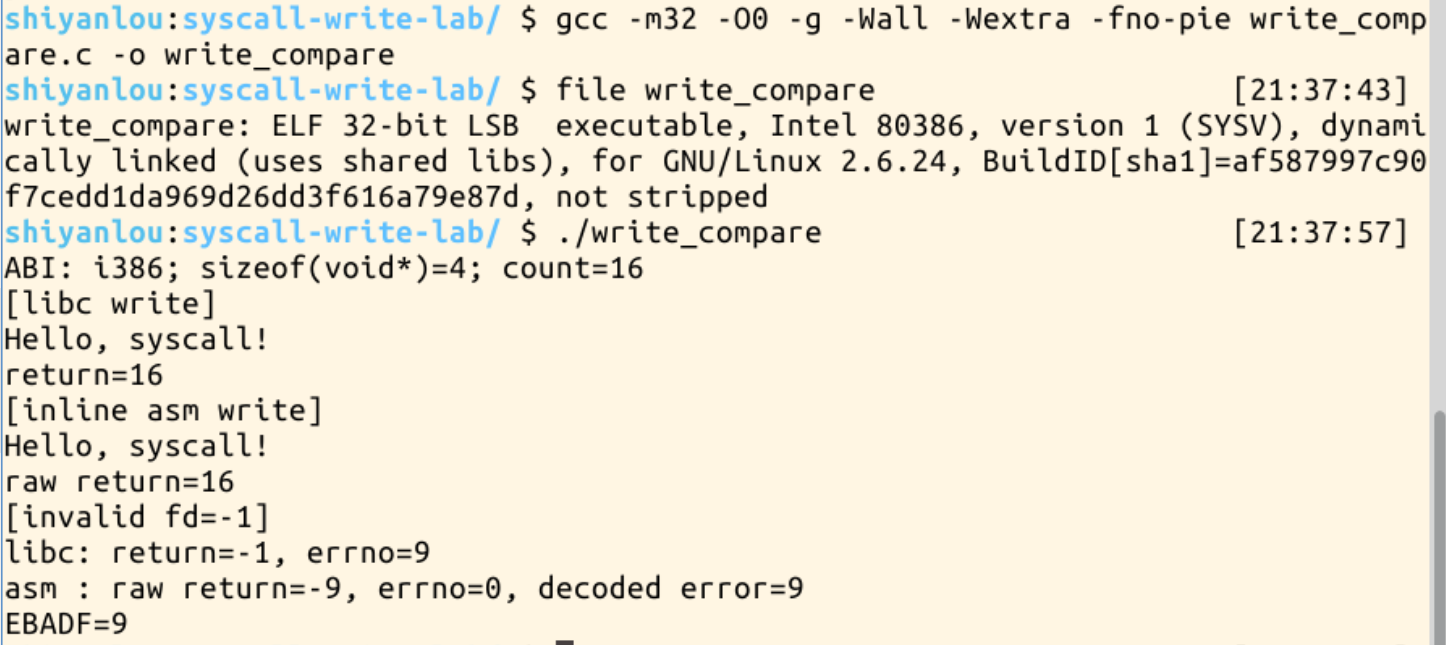 shiyanlou:syscall-write-lab/ $ gcc -m32 -O0 -g -Wall -Wextra -fno-pie write_comp
are.c -o write_compare
shiyanlou:syscall-write-lab/ $ file write_compare [21:37:43]
write_compare: ELF 32-bit LSB  executable, Intel 80386, version 1 (SYSV), dynami
cally linked (uses shared libs), for GNU/Linux 2.6.24, BuildID[sha1]=af587997c90
f7cedd1da969d26dd3f616a79e87d, not stripped
shiyanlou:syscall-write-lab/ $ ./write_compare [21:37:57]
ABI: i386; sizeof(void*)=4; count=16
[libc write]
Hello, syscall!
return=16
[inline asm write]
Hello, syscall!
raw return=16
[invalid fd=-1]
libc: return=-1, errno=9
asm : raw return=-9, errno=0, decoded error=9
EBADF=9